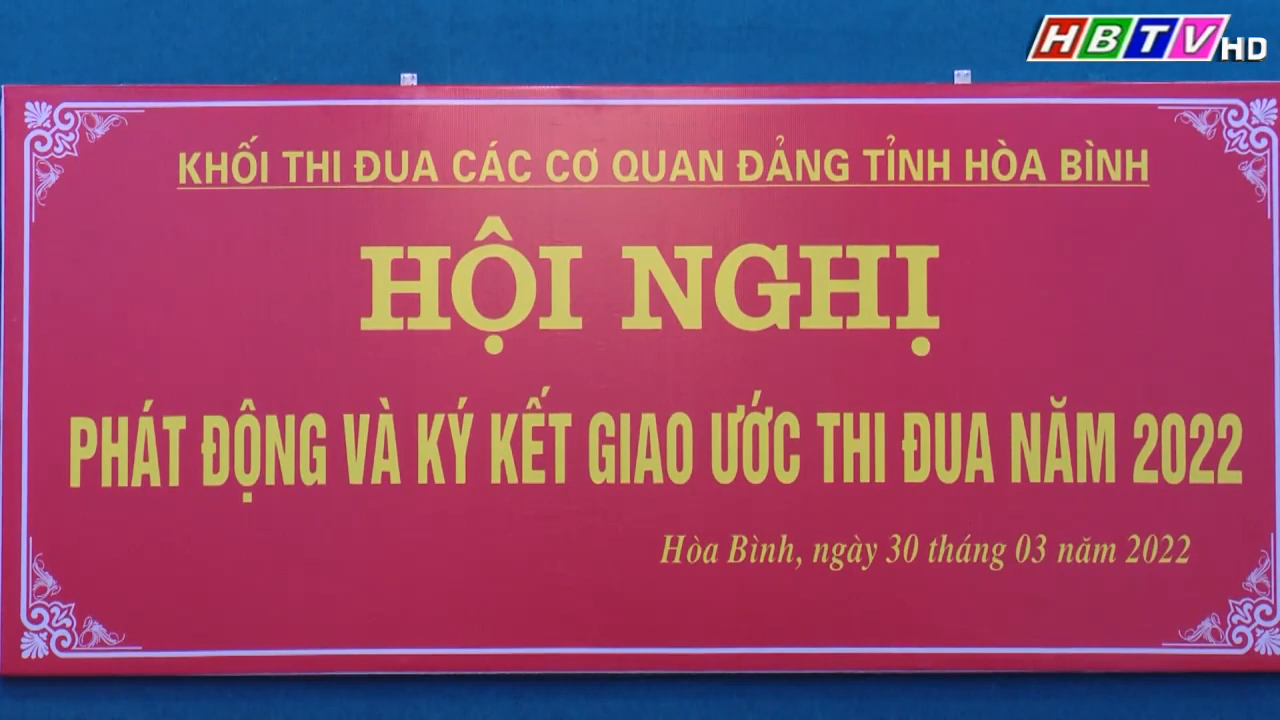 HBTV HD
KHỐI THI ĐUA CÁC CƠ QUAN ĐẢNG TỈNH HÒA BÌNH
HỘI NGHỊ
PHÁT ĐỘNG VÀ KÝ KẾT GIAO ƯỚC THI ĐUA NĂM 2022
Hòa Bình, ngày 30 tháng 03 năm 2022